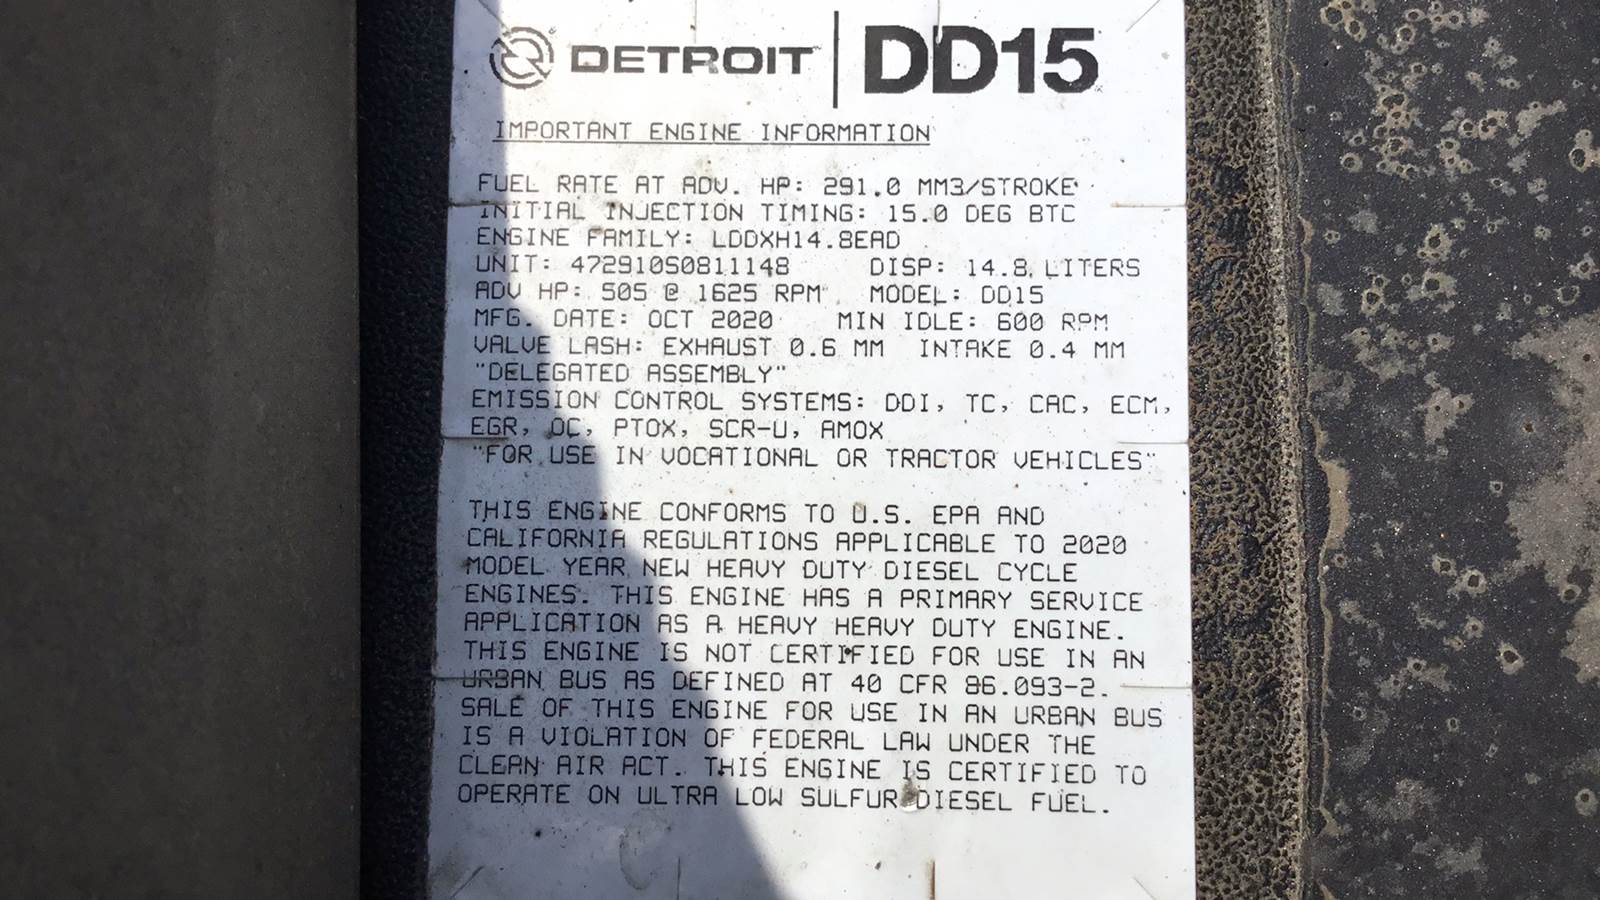 DETROIT DD15
IMPORTANT ENGINE INFORMATION
FUEL RATE AT ADV. HP: 291.0 MM3/STROKE
INITIAL INJECTION TIMING: 15.0 DEG BTC
ENGINE FAMILY: LDDXH14.8EAD
UNIT: 472910S0811148 DISP: 14.8 LITERS
ADV HP: 505 @ 1625 RPM MODEL: DD15
MFG. DATE: OCT 2020 MIN IDLE: 600 RPM
VALVE LASH: EXHAUST 0.6 MM INTAKE 0.4 MM
"DELEGATED ASSEMBLY"
EMISSION CONTROL SYSTEMS: DDI, TC, CAC, ECM,
EGR, OC, PTOX, SCR-U, AMOX
"FOR USE IN VOCATIONAL OR TRACTOR VEHICLES"
THIS ENGINE CONFORMS TO U.S. EPA AND
CALIFORNIA REGULATIONS APPLICABLE TO 2020
MODEL YEAR NEW HEAVY DUTY DIESEL CYCLE
ENGINES. THIS ENGINE HAS A PRIMARY SERVICE
APPLICATION AS A HEAVY HEAVY DUTY ENGINE.
THIS ENGINE IS NOT CERTIFIED FOR USE IN AN
URBAN BUS AS DEFINED AT 40 CFR 86.093-2.
SALE OF THIS ENGINE FOR USE IN AN URBAN BUS
IS A VIOLATION OF FEDERAL LAW UNDER THE
CLEAN AIR ACT. THIS ENGINE IS CERTIFIED TO
OPERATE ON ULTRA LOW SULFUR DIESEL FUEL.